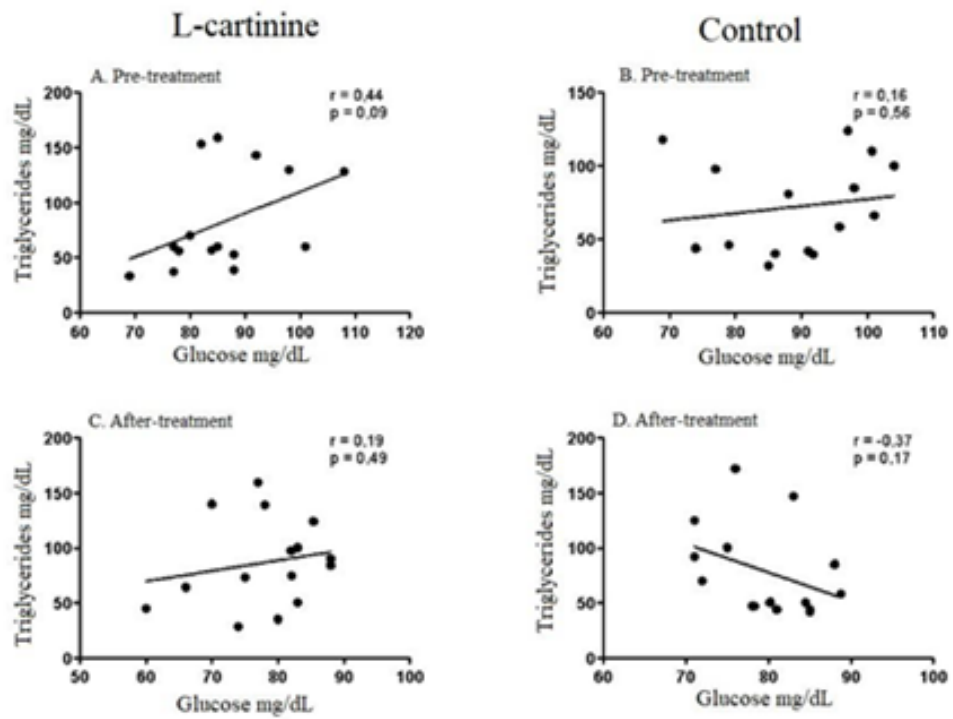 L-cartinine
Control
A. Pre-treatment
r = 0,44
p = 0,09
200
150
100
50
0
Triglycerides mg/dL
60 70 80 90 100 110 120
Glucose mg/dL
B. Pre-treatment
r = 0,16
p = 0,56
150
100
50
0
Triglycerides mg/dL
60 70 80 90 100 110
Glucose mg/dL
C. After-treatment
r = 0,19
p = 0,49
200
150
100
50
0
Triglycerides mg/dL
50 60 70 80 90 100
Glucose mg/dL
D. After-treatment
r = -0,37
p = 0,17
200
150
100
50
0
Triglycerides mg/dL
60 70 80 90 100
Glucose mg/dL